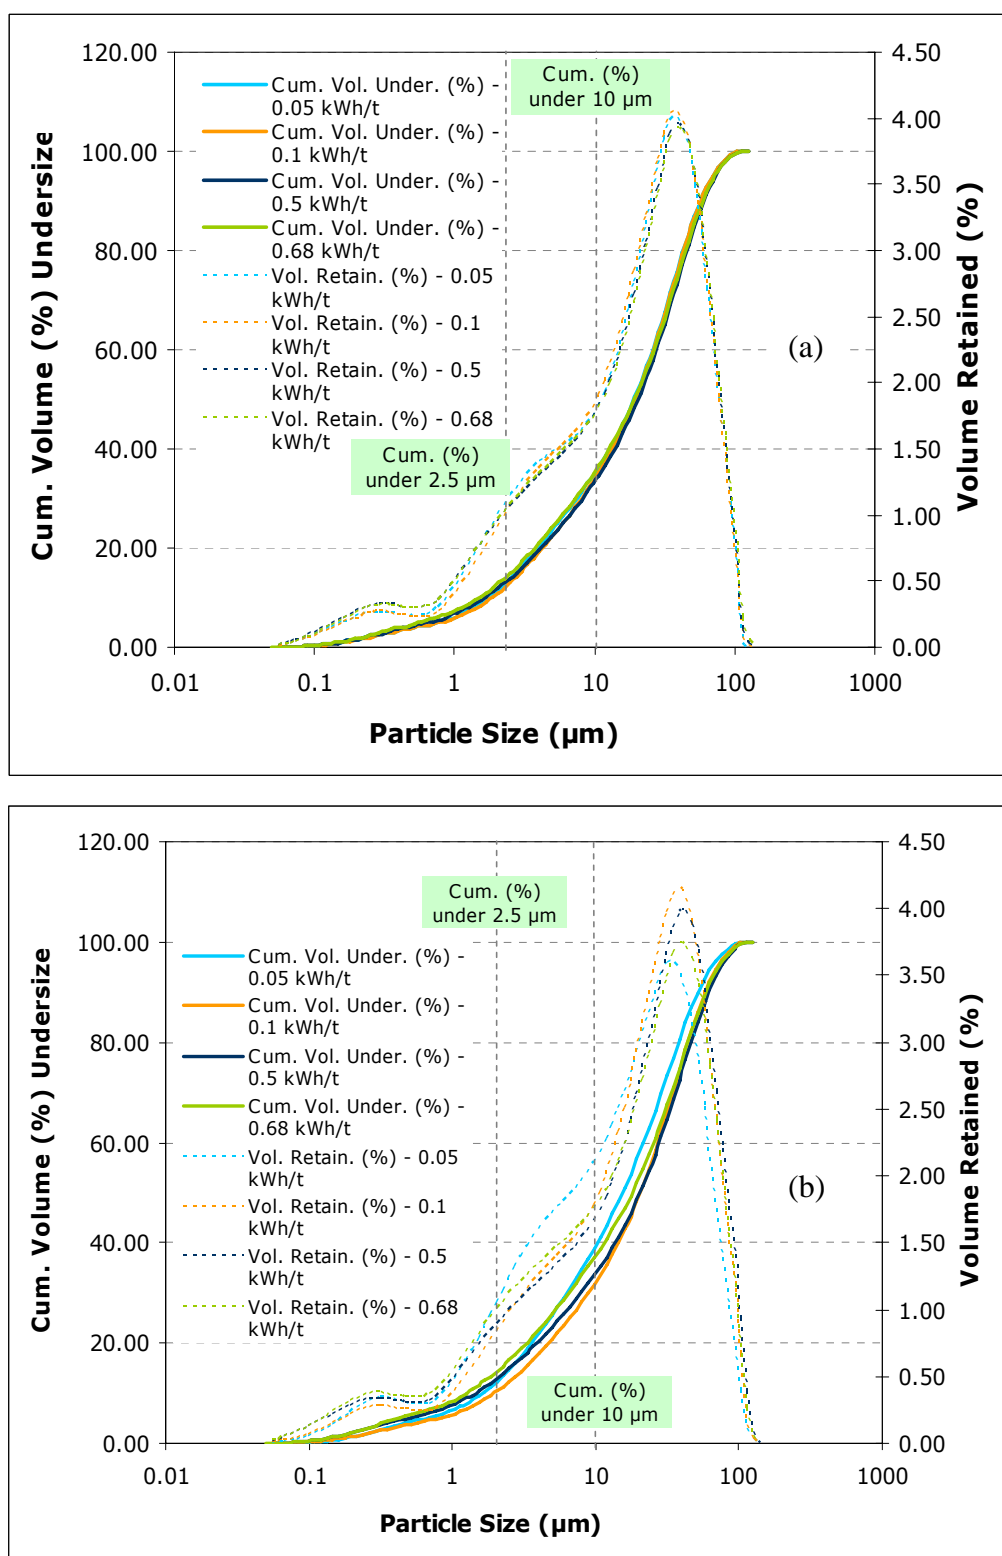 120.00
100.00
80.00
60.00
40.00
20.00
0.00
Cum. Volume (%) Undersize
Cum. Vol. Under. (%) -
0.05 kWh/t
Cum. Vol. Under. (%) -
0.1 kWh/t
Cum. Vol. Under. (%) -
0.5 kWh/t
Cum. Vol. Under. (%) -
0.68 kWh/t
Vol. Retain. (%) - 0.05
kWh/t
Vol. Retain. (%) - 0.1
kWh/t
Vol. Retain. (%) - 0.5
kWh/t
Vol. Retain. (%) - 0.68
kWh/t
Cum. (%)
under 10 µm
Cum. (%)
under 2.5 µm
(a)
4.50
4.00
3.50
3.00
2.50
2.00
1.50
1.00
0.50
0.00
Volume Retained (%)
0.01 0.1 1 10 100 1000
Particle Size (µm)
120.00
100.00
80.00
60.00
40.00
20.00
0.00
Cum. Volume (%) Undersize
Cum. (%)
under 2.5 µm
Cum. Vol. Under. (%) -
0.05 kWh/t
Cum. Vol. Under. (%) -
0.1 kWh/t
Cum. Vol. Under. (%) -
0.5 kWh/t
Cum. Vol. Under. (%) -
0.68 kWh/t
Vol. Retain. (%) - 0.05
kWh/t
Vol. Retain. (%) - 0.1
kWh/t
Vol. Retain. (%) - 0.5
kWh/t
Vol. Retain. (%) - 0.68
kWh/t
Cum. (%)
under 10 µm
(b)
4.50
4.00
3.50
3.00
2.50
2.00
1.50
1.00
0.50
0.00
Volume Retained (%)
0.01 0.1 1 10 100 1000
Particle Size (µm)